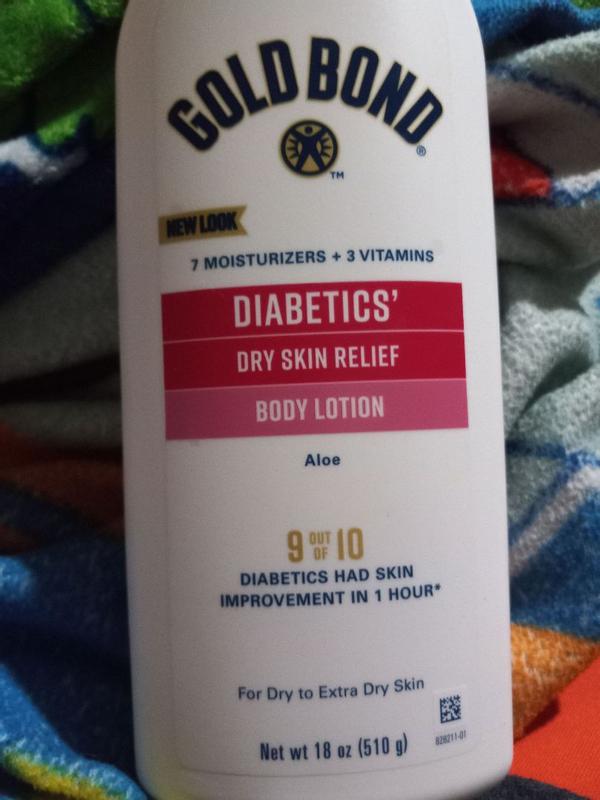 GOLD BOND®
™
NEW LOOK
7 MOISTURIZERS + 3 VITAMINS
DIABETICS'
DRY SKIN RELIEF
BODY LOTION
Aloe
9 OUT OF 10
DIABETICS HAD SKIN
IMPROVEMENT IN 1 HOUR*
For Dry to Extra Dry Skin
Net wt 18 oz (510 g)
828211-01